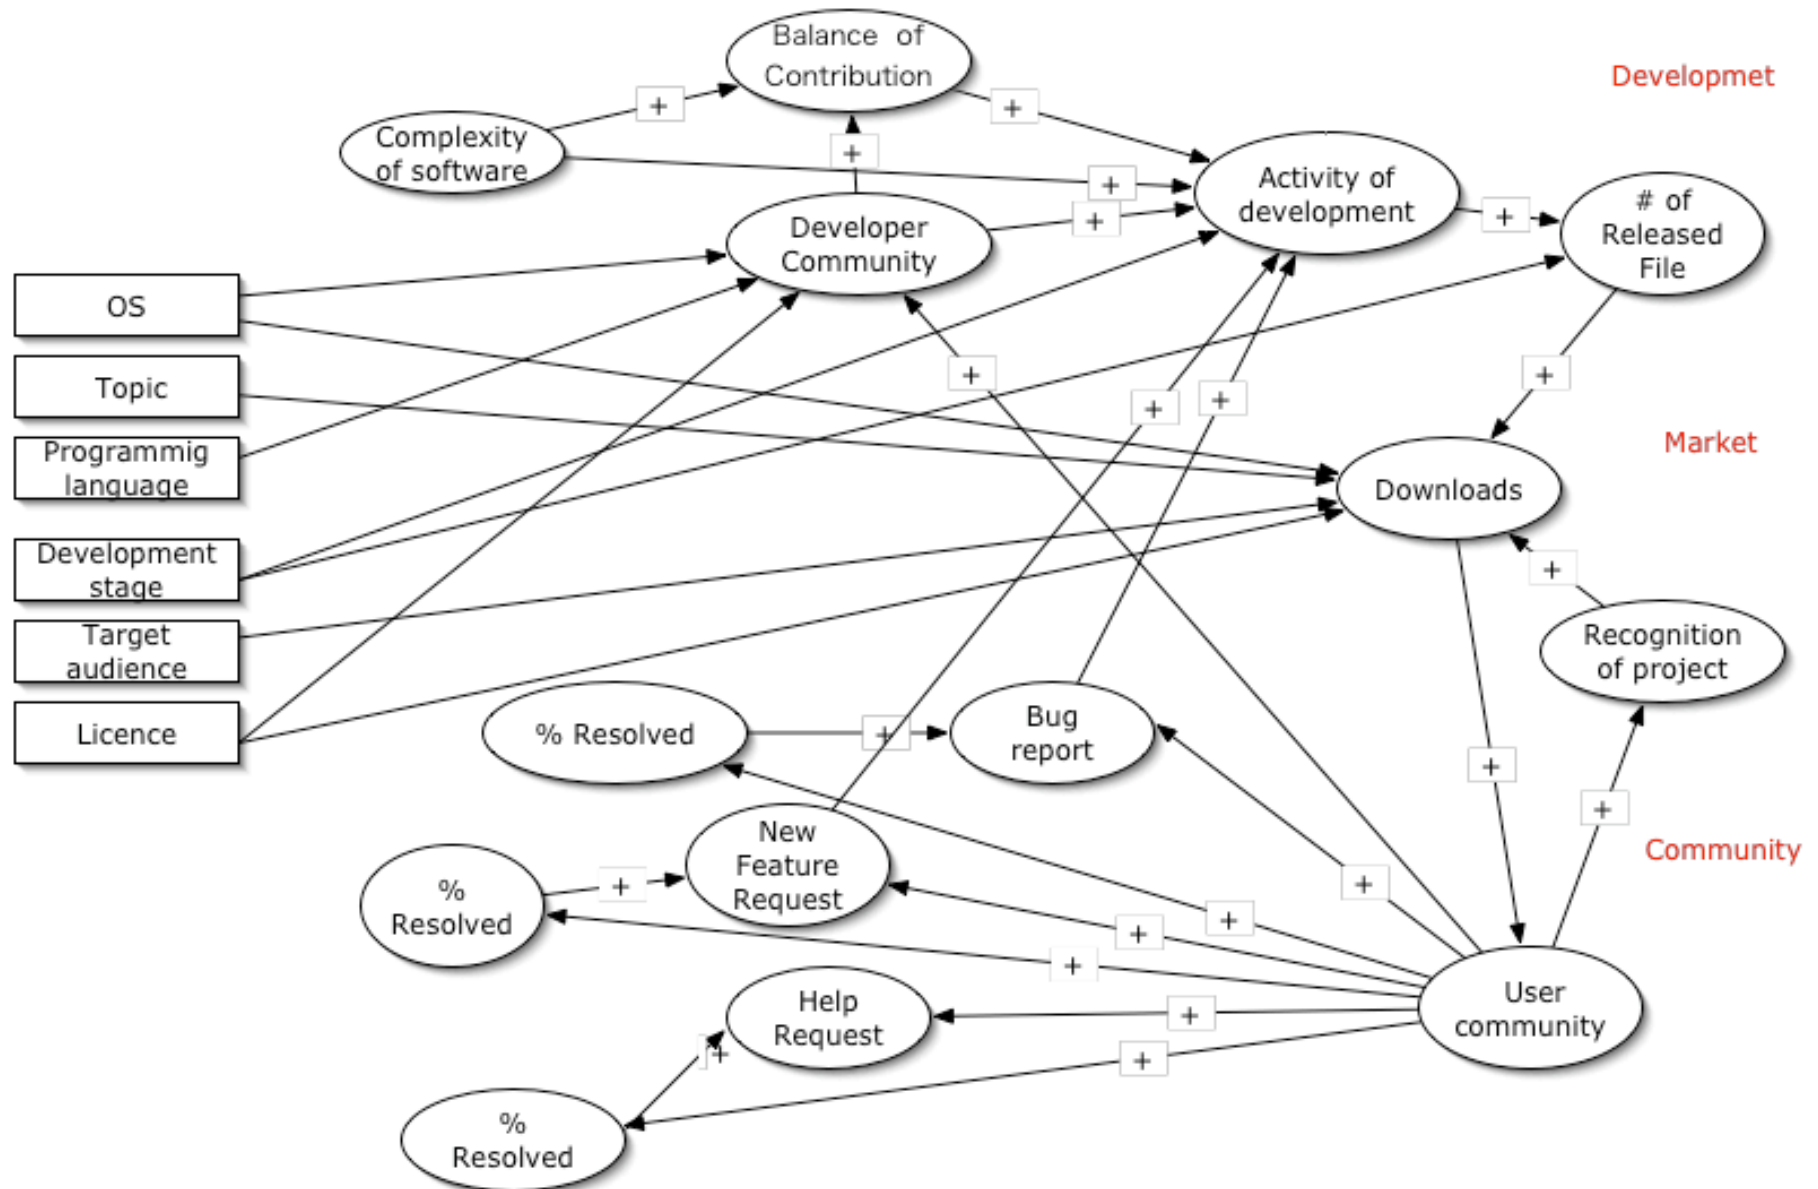 Balance of
Contribution
Developmet
+
+
Complexity
of software
+
+
Activity of
development
# of
Released
File
+
+
+
Developer
Community
OS
Topic
Programmig
language
Development
stage
Target
audience
Licence
+
+
+
+
Market
Downloads
+
Recognition
of project
% Resolved
+
Bug
report
+
+
Community
New
Feature
Request
%
Resolved
+
+
+
+
+
Help
Request
+
User
community
+
+
%
Resolved